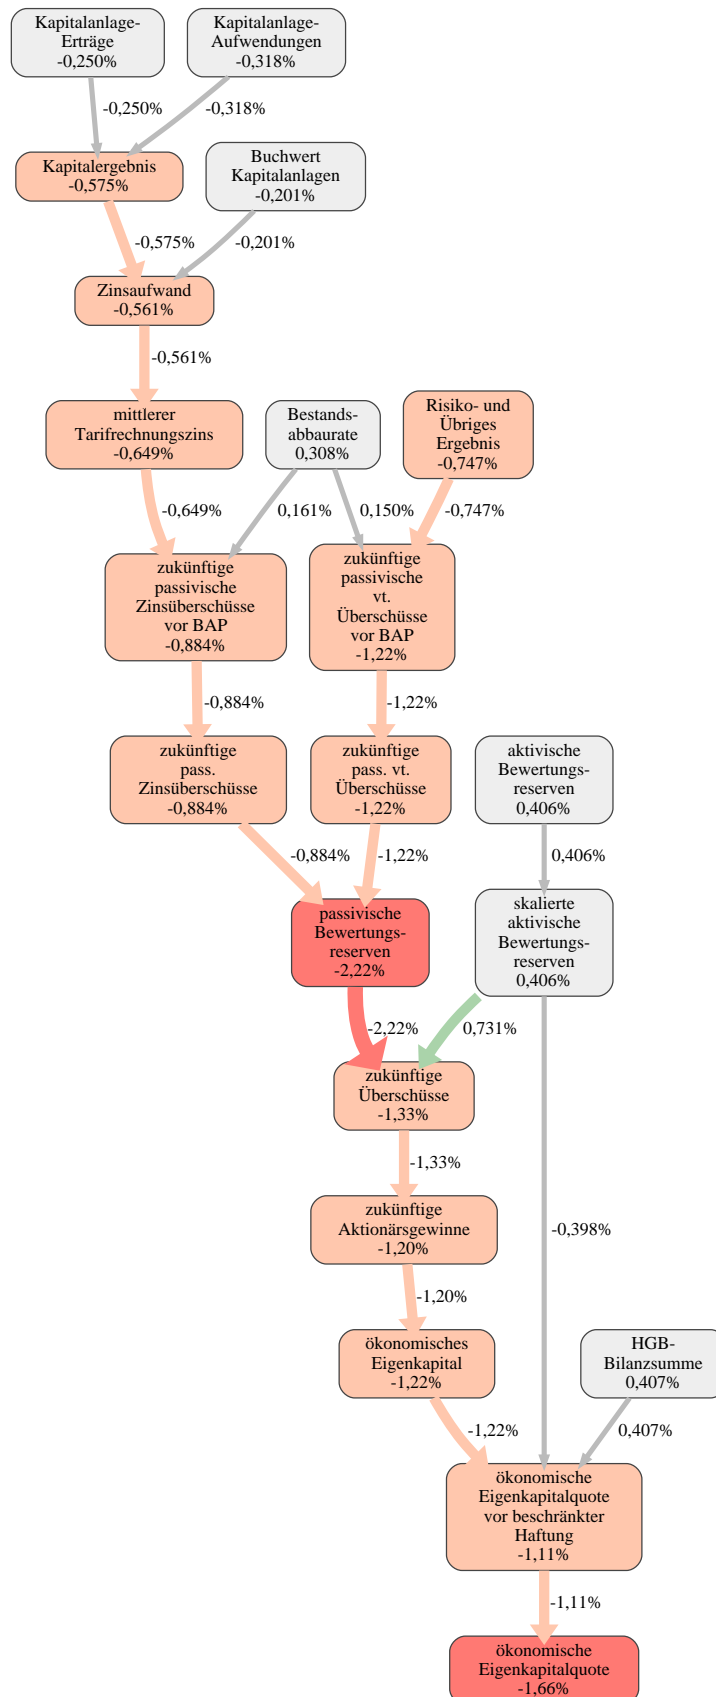 Kapitalanlage-
Erträge
-0,250%
Kapitalanlage-
Aufwendungen
-0,318%
-0,250%
-0,318%
Kapitalergebnis
-0,575%
Buchwert
Kapitalanlagen
-0,201%
-0,575%
-0,201%
Zinsaufwand
-0,561%
-0,561%
mittlerer
Tarifrechnungszins
-0,649%
Bestands-
abbaurate
0,308%
Risiko- und
Übriges
Ergebnis
-0,747%
-0,649%
0,161%
0,150%
-0,747%
zukünftige
passivische
Zinsüberschüsse
vor BAP
-0,884%
zukünftige
passivische
vt.
Überschüsse
vor BAP
-1,22%
-0,884%
-1,22%
zukünftige
pass.
Zinsüberschüsse
-0,884%
zukünftige
pass. vt.
Überschüsse
-1,22%
aktivische
Bewertungs-
reserven
0,406%
-0,884%
-1,22%
0,406%
passivische
Bewertungs-
reserven
-2,22%
skalierte
aktivische
Bewertungs-
reserven
0,406%
-2,22%
0,731%
zukünftige
Überschüsse
-1,33%
-1,33%
-0,398%
zukünftige
Aktionärsgewinne
-1,20%
-1,20%
ökonomisches
Eigenkapital
-1,22%
HGB-
Bilanzsumme
0,407%
-1,22%
0,407%
ökonomische
Eigenkapitalquote
vor beschränkter
Haftung
-1,11%
-1,11%
ökonomische
Eigenkapitalquote
-1,66%